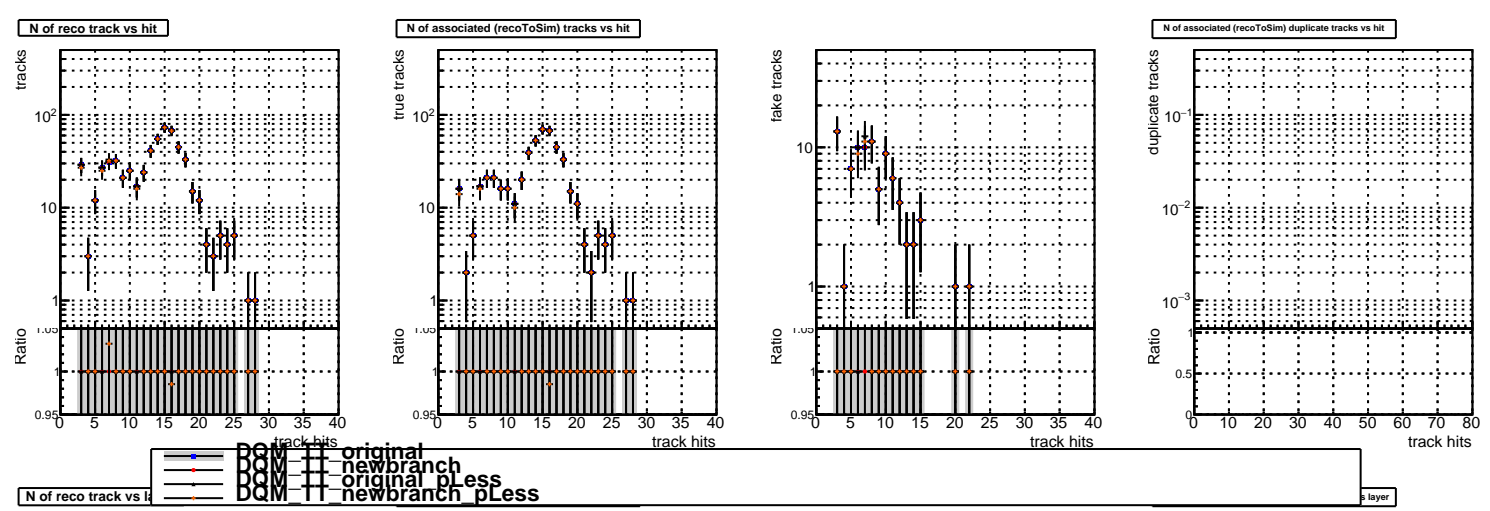 N of reco track vs hit
N of associated (recoToSim) tracks vs hit
N of associated (recoToSim) duplicate tracks vs hit
tracks
10²
10
1
1.05
Ratio
1
0.95
0 5 10 15 20 25 30 35 40
track hits
true tracks
10²
10
1
1.05
Ratio
1
0.95
0 5 10 15 20 25 30 35 40
track hits
fake tracks
10
1
1.05
Ratio
1
0.95
0 5 10 15 20 25 30 35 40
track hits
duplicate tracks
10⁻¹
10⁻²
10⁻³
Ratio
1
0.5
0
0 10 20 30 40 50 60 70 80
track hits
DQM_TT_original
DQM_TT_newbranch
DQM_TT_original_pLess
DQM_TT_newbranch_pLess
N of reco track vs la
s layer